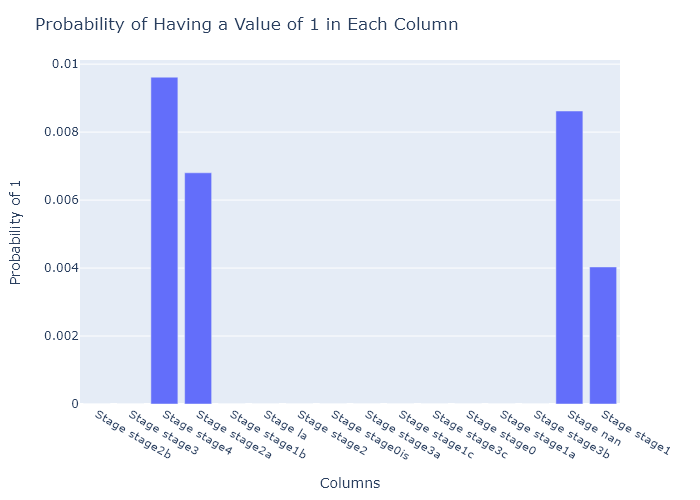 Probability of Having a Value of 1 in Each Column
Probability of 1
0.01
0.008
0.006
0.004
0.002
0
Stage stage2b
Stage stage3
Stage stage4
Stage stage2a
Stage stage1b
Stage la
Stage stage2
Stage stage0is
Stage stage3a
Stage stage1c
Stage stage3c
Stage stage0
Stage stage1a
Stage stage3b
Stage nan
Stage stage1
Columns